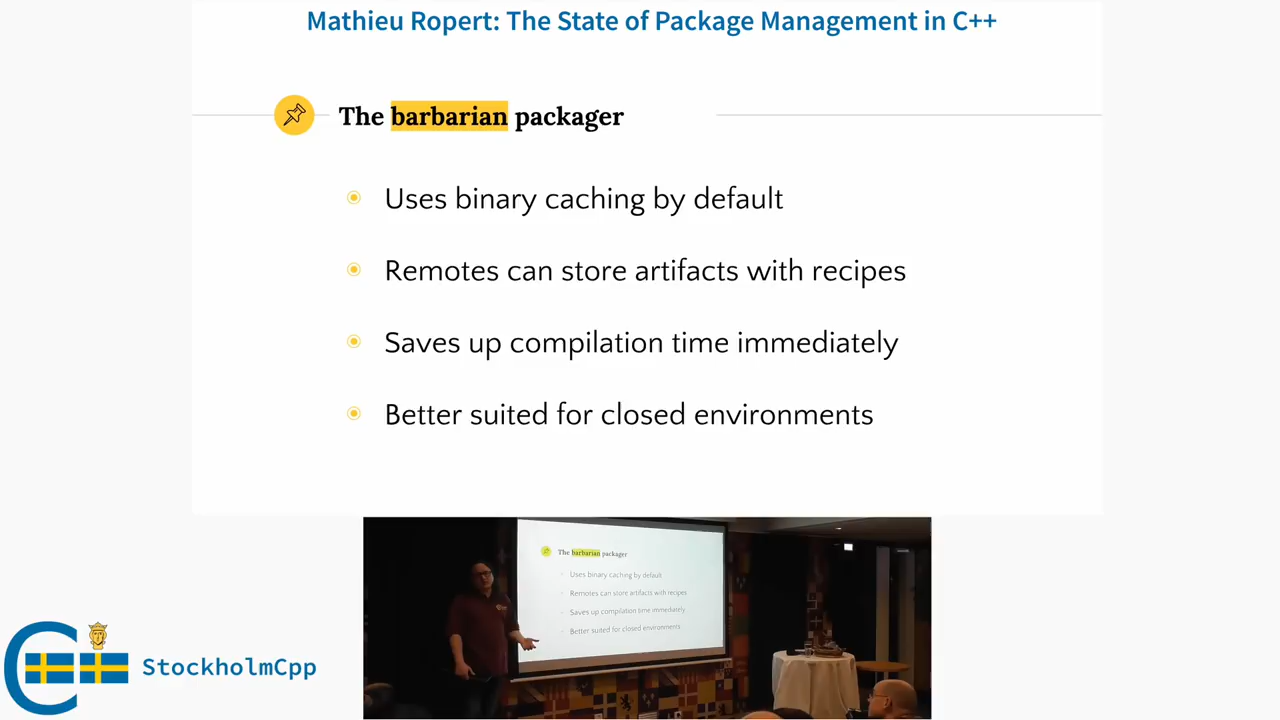 Mathieu Ropert: The State of Package Management in C++
The barbarian packager
Uses binary caching by default
Remotes can store artifacts with recipes
Saves up compilation time immediately
Better suited for closed environments
The barbarian packager
Uses binary caching by default
Remotes can store artifacts with recipes
Saves up compilation time immediately
Better suited for closed environments
StockholmCpp